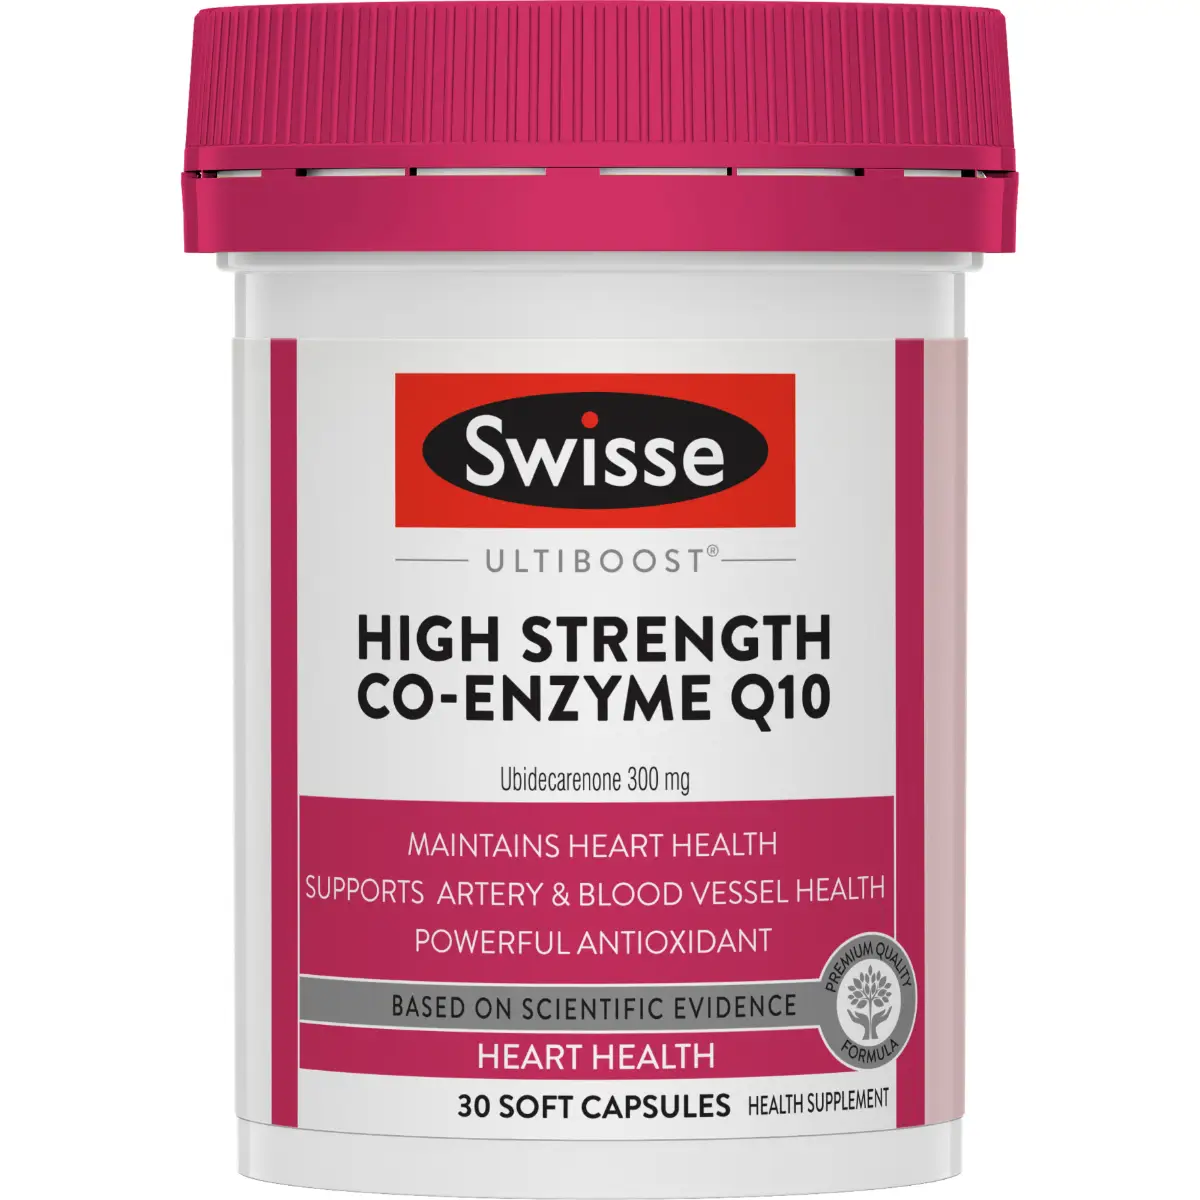 Swisse
ULTIBOOST®
HIGH STRENGTH
CO-ENZYME Q10
Ubidecarenone 300 mg
MAINTAINS HEART HEALTH
SUPPORTS ARTERY & BLOOD VESSEL HEALTH
POWERFUL ANTIOXIDANT
PREMIUM QUALITY
FORMULA
BASED ON SCIENTIFIC EVIDENCE
HEART HEALTH
30 SOFT CAPSULES HEALTH SUPPLEMENT